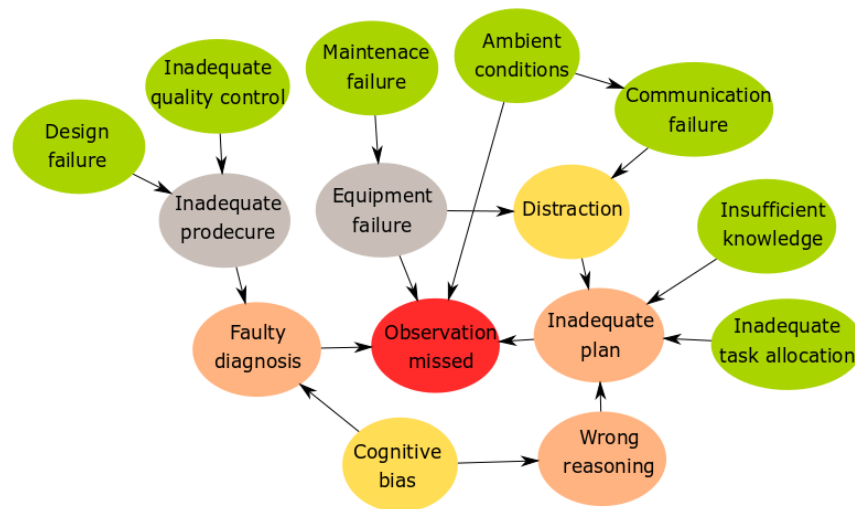 Ambient
conditions
Maintenace
failure
Inadequate
quality control
Communication
failure
Design
failure
Inadequate
prodecure
Equipment
failure
Distraction
Insufficient
knowledge
Faulty
diagnosis
Observation
missed
Inadequate
plan
Inadequate
task allocation
Cognitive
bias
Wrong
reasoning